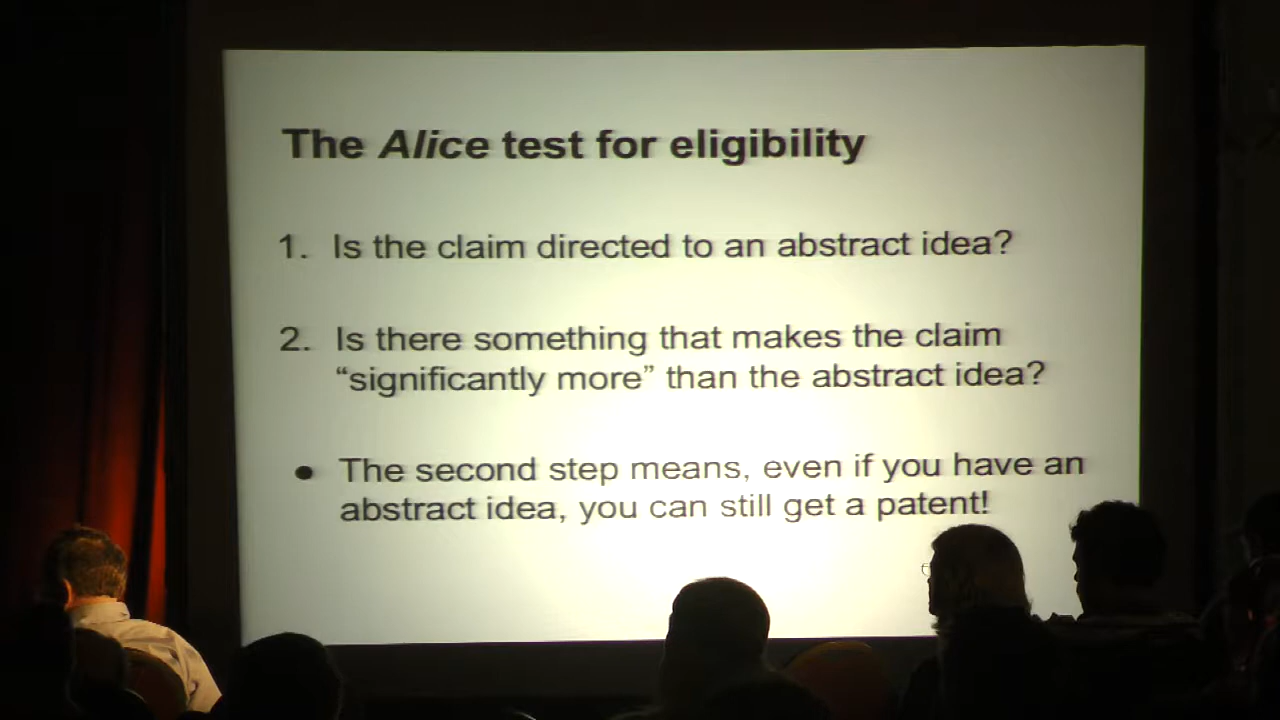 The Alice test for eligibility
1. Is the claim directed to an abstract idea?
2. Is there something that makes the claim
“significantly more” than the abstract idea?
• The second step means, even if you have an
abstract idea, you can still get a patent!